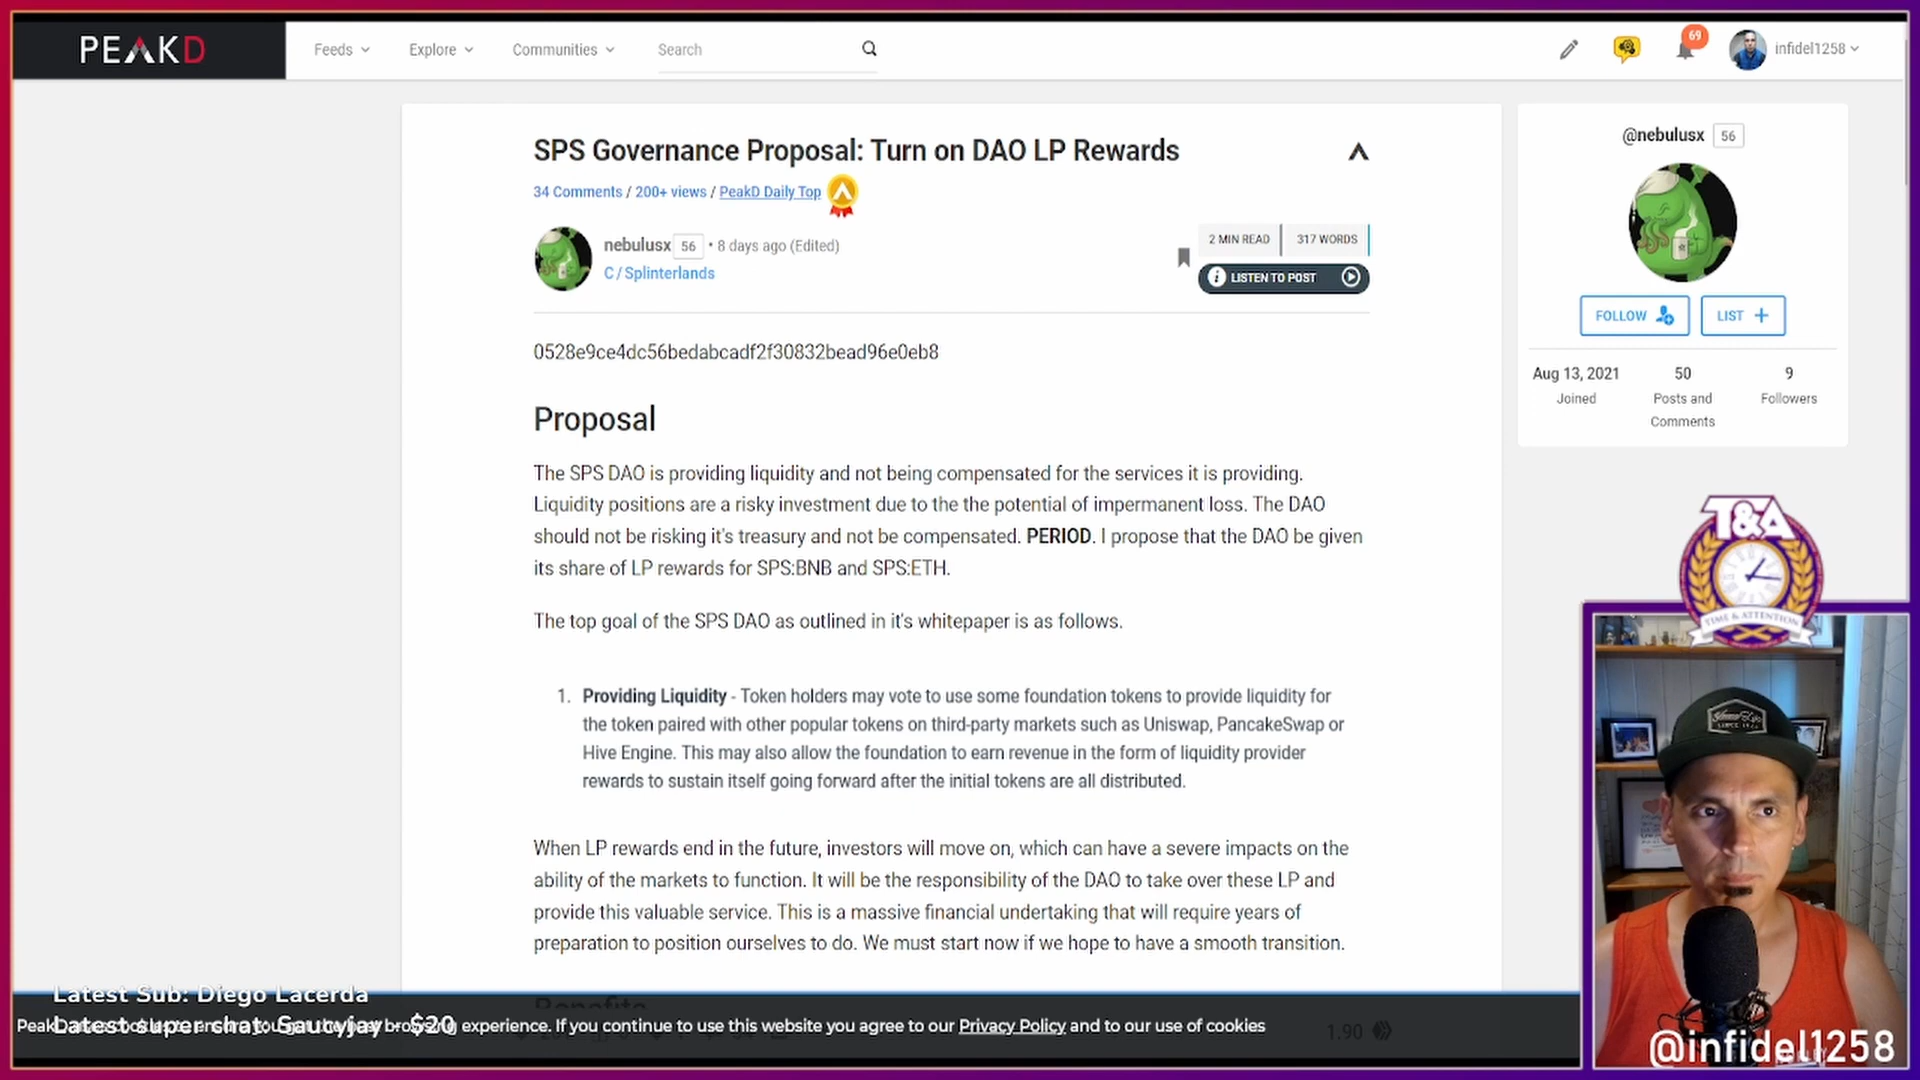 PEAKD
Feeds
Explore
Communities
Search
69
infidel1258
SPS Governance Proposal: Turn on DAO LP Rewards
34 Comments / 200+ views / PeakD Daily Top
nebulusx 56 • 8 days ago (Edited)
C / Splinterlands
2 MIN READ
317 WORDS
LISTEN TO POST
0528e9ce4dc56bedabcadf2f30832bead96e0eb8
Proposal
The SPS DAO is providing liquidity and not being compensated for the services it is providing.
Liquidity positions are a risky investment due to the the potential of impermanent loss. The DAO
should not be risking it's treasury and not be compensated. PERIOD. I propose that the DAO be given
its share of LP rewards for SPS:BNB and SPS:ETH.
The top goal of the SPS DAO as outlined in it's whitepaper is as follows.
1. Providing Liquidity - Token holders may vote to use some foundation tokens to provide liquidity for
the token paired with other popular tokens on third-party markets such as Uniswap, PancakeSwap or
Hive Engine. This may also allow the foundation to earn revenue in the form of liquidity provider
rewards to sustain itself going forward after the initial tokens are all distributed.
When LP rewards end in the future, investors will move on, which can have a severe impacts on the
ability of the markets to function. It will be the responsibility of the DAO to take over these LP and
provide this valuable service. This is a massive financial undertaking that will require years of
preparation to position ourselves to do. We must start now if we hope to have a smooth transition.
Benefits
@nebulusx 56
FOLLOW
LIST
Aug 13, 2021
Joined
50
Posts and
Comments
9
Followers
T&A
TIME & ATTENTION
Latest Sub: Diego Lacerda
Latest super chat: Saucyjay - $20
experience. If you continue to use this website you agree to our Privacy Policy and to our use of cookies
1.90
@infidel1258